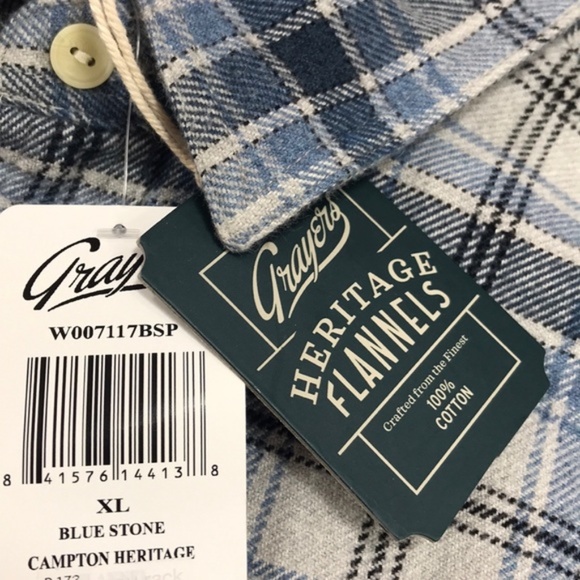 Grayers
W007117BSP
8 41576 14413 8
XL
BLUE STONE
CAMPTON HERITAGE
Grayers
HERITAGE
FLANNELS
Crafted from the Finest
100%
COTTON